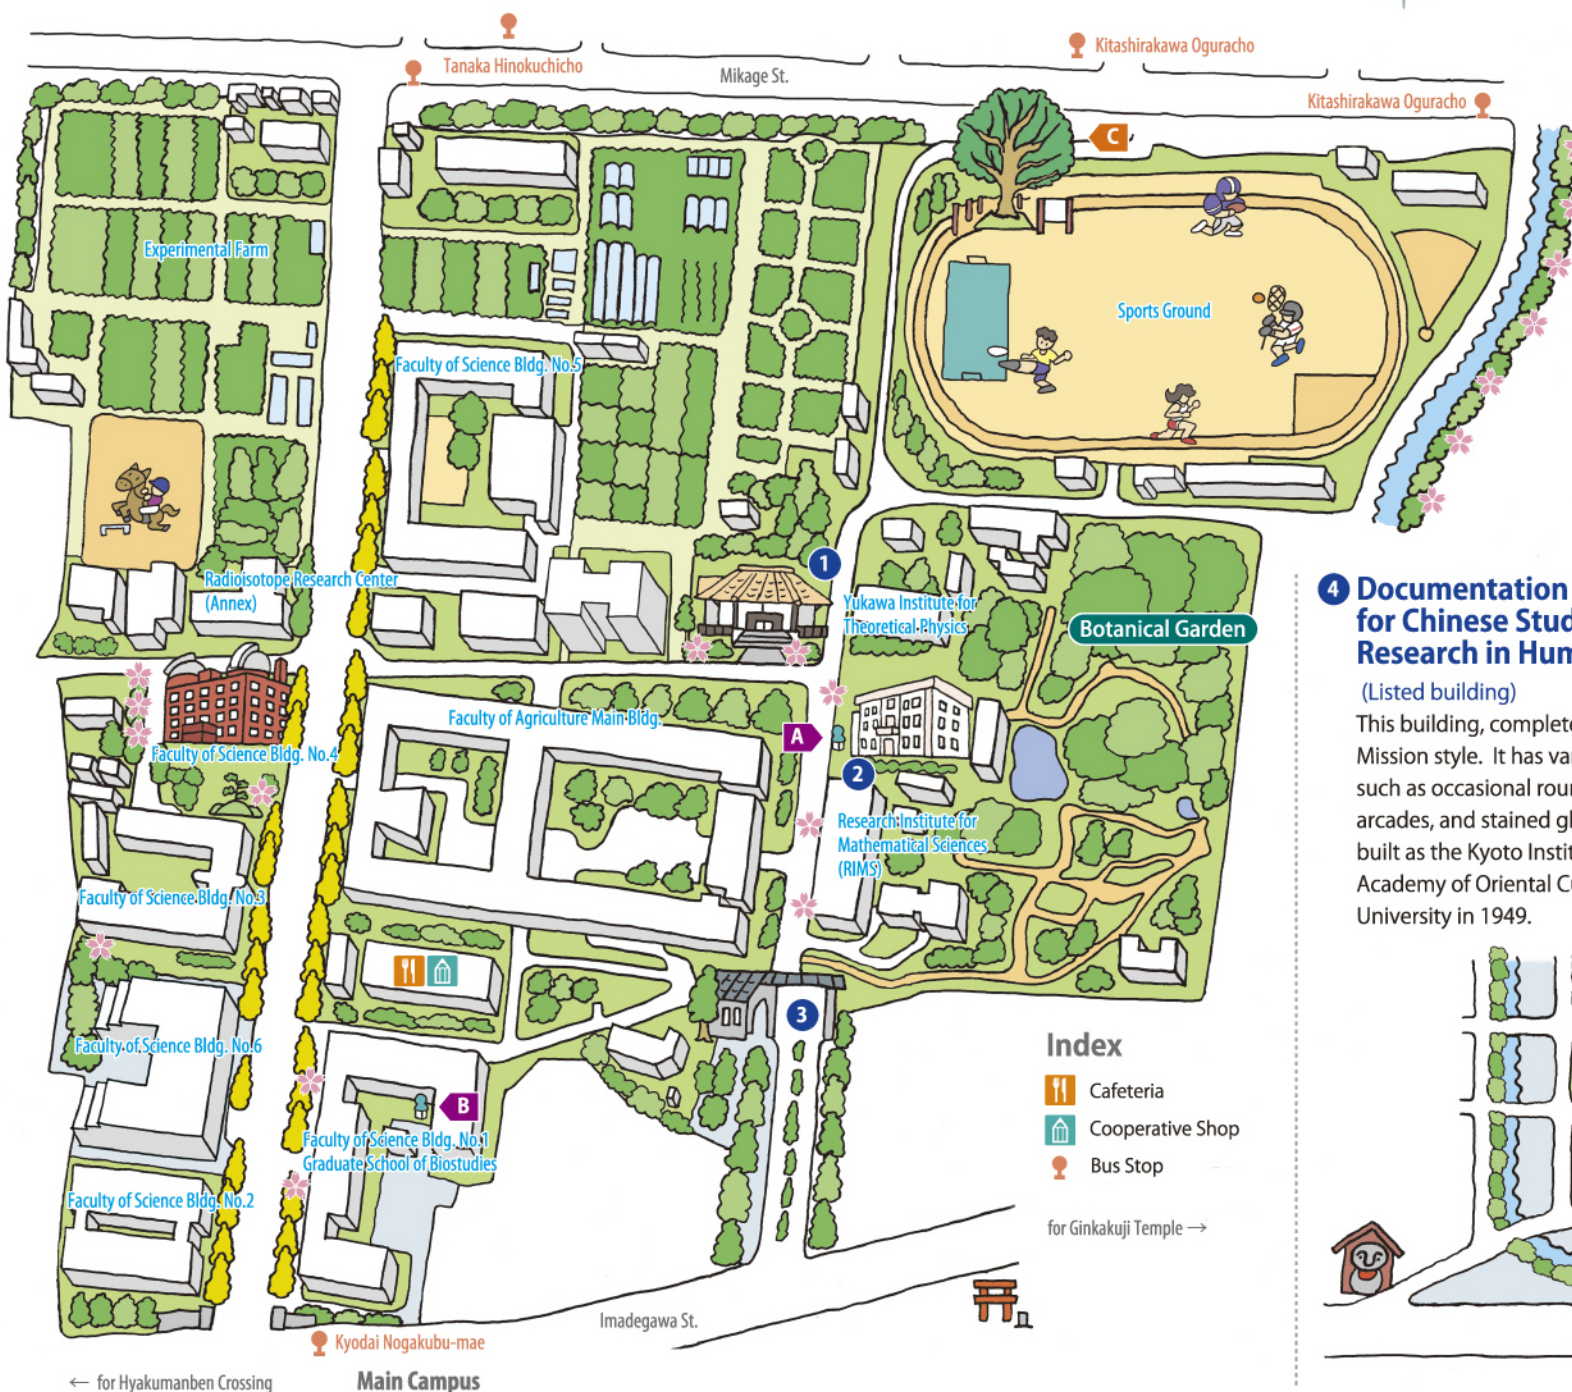 Tanaka Hinokuchicho
Mikage St.
Kitashirakawa Oguracho
Kitashirakawa Oguracho
C
Experimental Farm
Sports Ground
Faculty of Science Bldg. No.5
1
Radioisotope Research Center
(Annex)
Yukawa Institute for
Theoretical Physics
Botanical Garden
Faculty of Agriculture Main Bldg.
A
Faculty of Science Bldg. No.4
2
Research Institute for
Mathematical Sciences
(RIMS)
Faculty of Science Bldg. No.3
3
Faculty of Science Bldg. No.6
B
Faculty of Science Bldg. No.1
Graduate School of Biostudies
Faculty of Science Bldg. No.2
Imadegawa St.
Kyodai Nogakubu-mae
← for Hyakumanben Crossing
Main Campus
Index
Cafeteria
Cooperative Shop
Bus Stop
for Ginkakuji Temple →
4 Documentation
for Chinese Stud
Research in Hum
(Listed building)
This building, complete
Mission style. It has var
such as occasional roun
arcades, and stained gl
built as the Kyoto Instit
Academy of Oriental Cu
University in 1949.